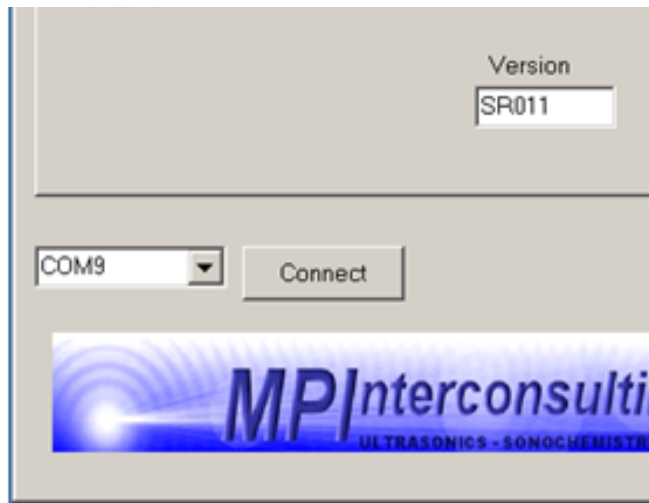 Version
SR011
COM9
Connect
MPInterconsulti
ULTRASONICS - SONOCHEMISTR